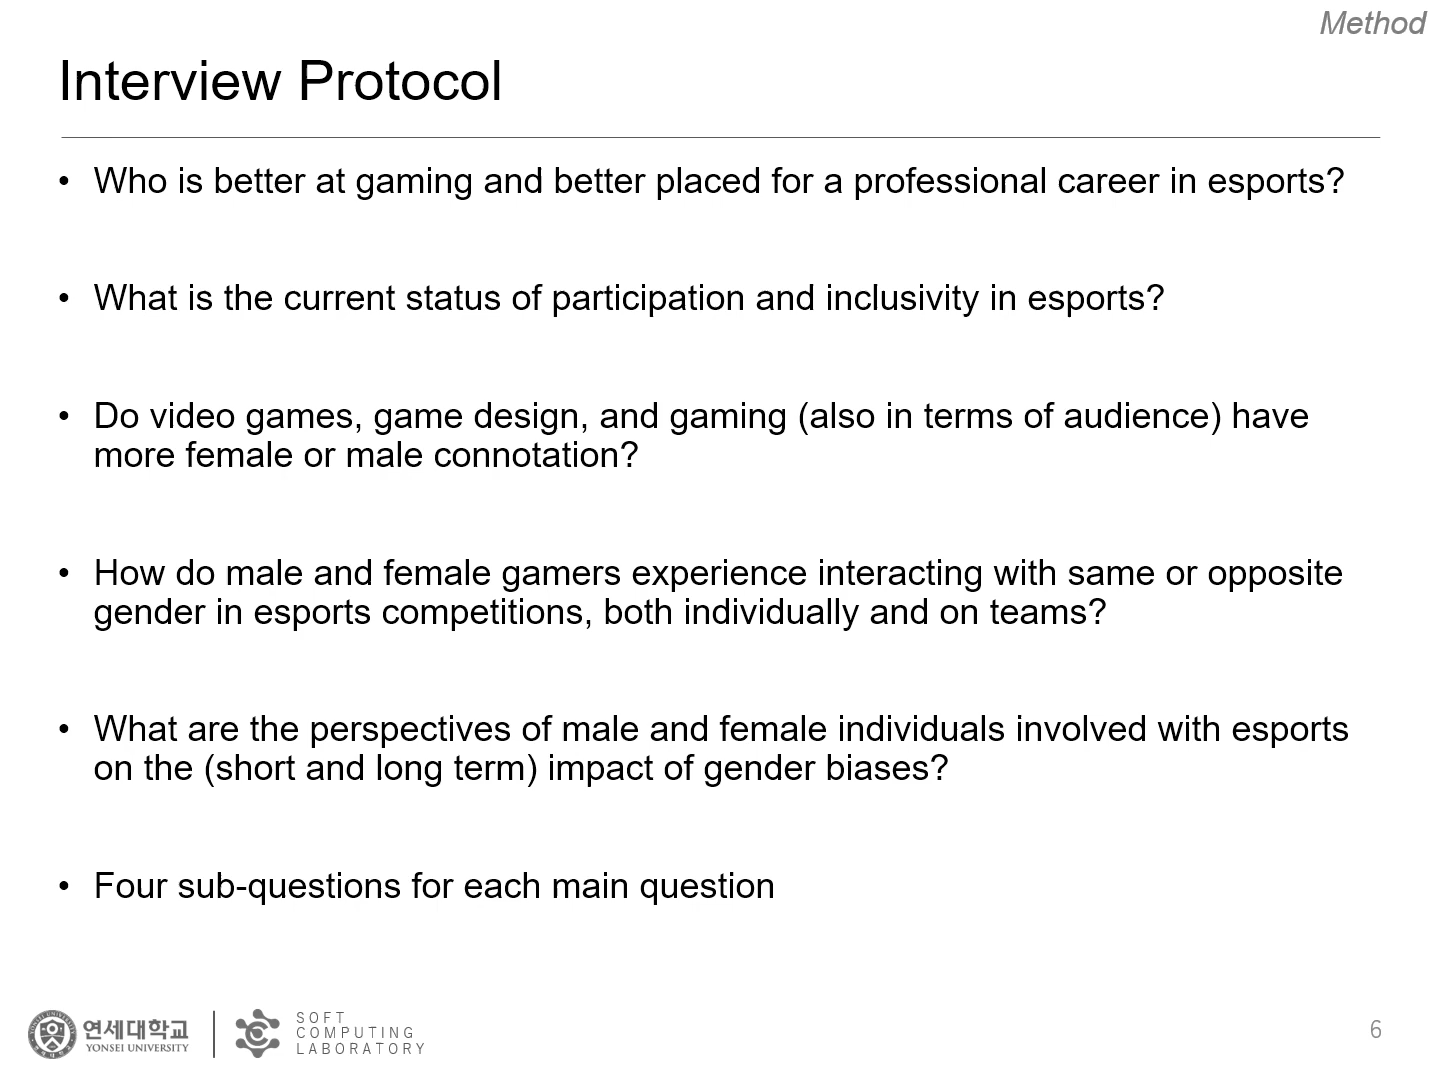 Method
Interview Protocol
• Who is better at gaming and better placed for a professional career in esports?
• What is the current status of participation and inclusivity in esports?
• Do video games, game design, and gaming (also in terms of audience) have
more female or male connotation?
• How do male and female gamers experience interacting with same or opposite
gender in esports competitions, both individually and on teams?
• What are the perspectives of male and female individuals involved with esports
on the (short and long term) impact of gender biases?
• Four sub-questions for each main question
연세대학교
YONSEI UNIVERSITY
SOFT
COMPUTING
LABORATORY
6